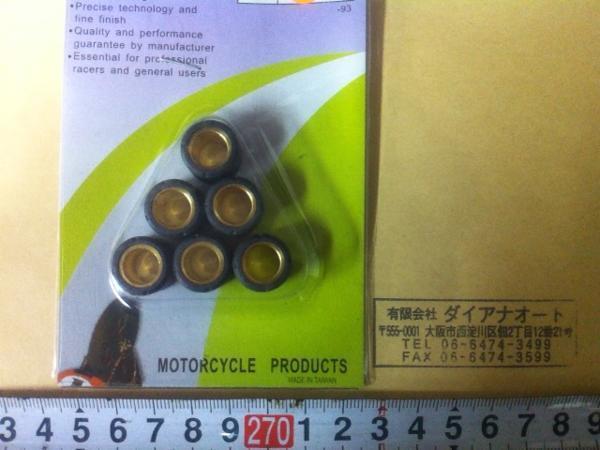 •Precise technology and
fine finish
•Quality and performance
guarantee by manufacturer
•Essential for professional
racers and general users
-93
MOTORCYCLE PRODUCTS
MADE IN TAIWAN
有限会社 ダイアナオート
〒555-0001 大阪市西淀川区佃2丁目12番21号
TEL 06-6474-3499
FAX 06-6474-3599
3 4 5 6 7 8 9 270 1 2 3 4 5 6 7 8 9